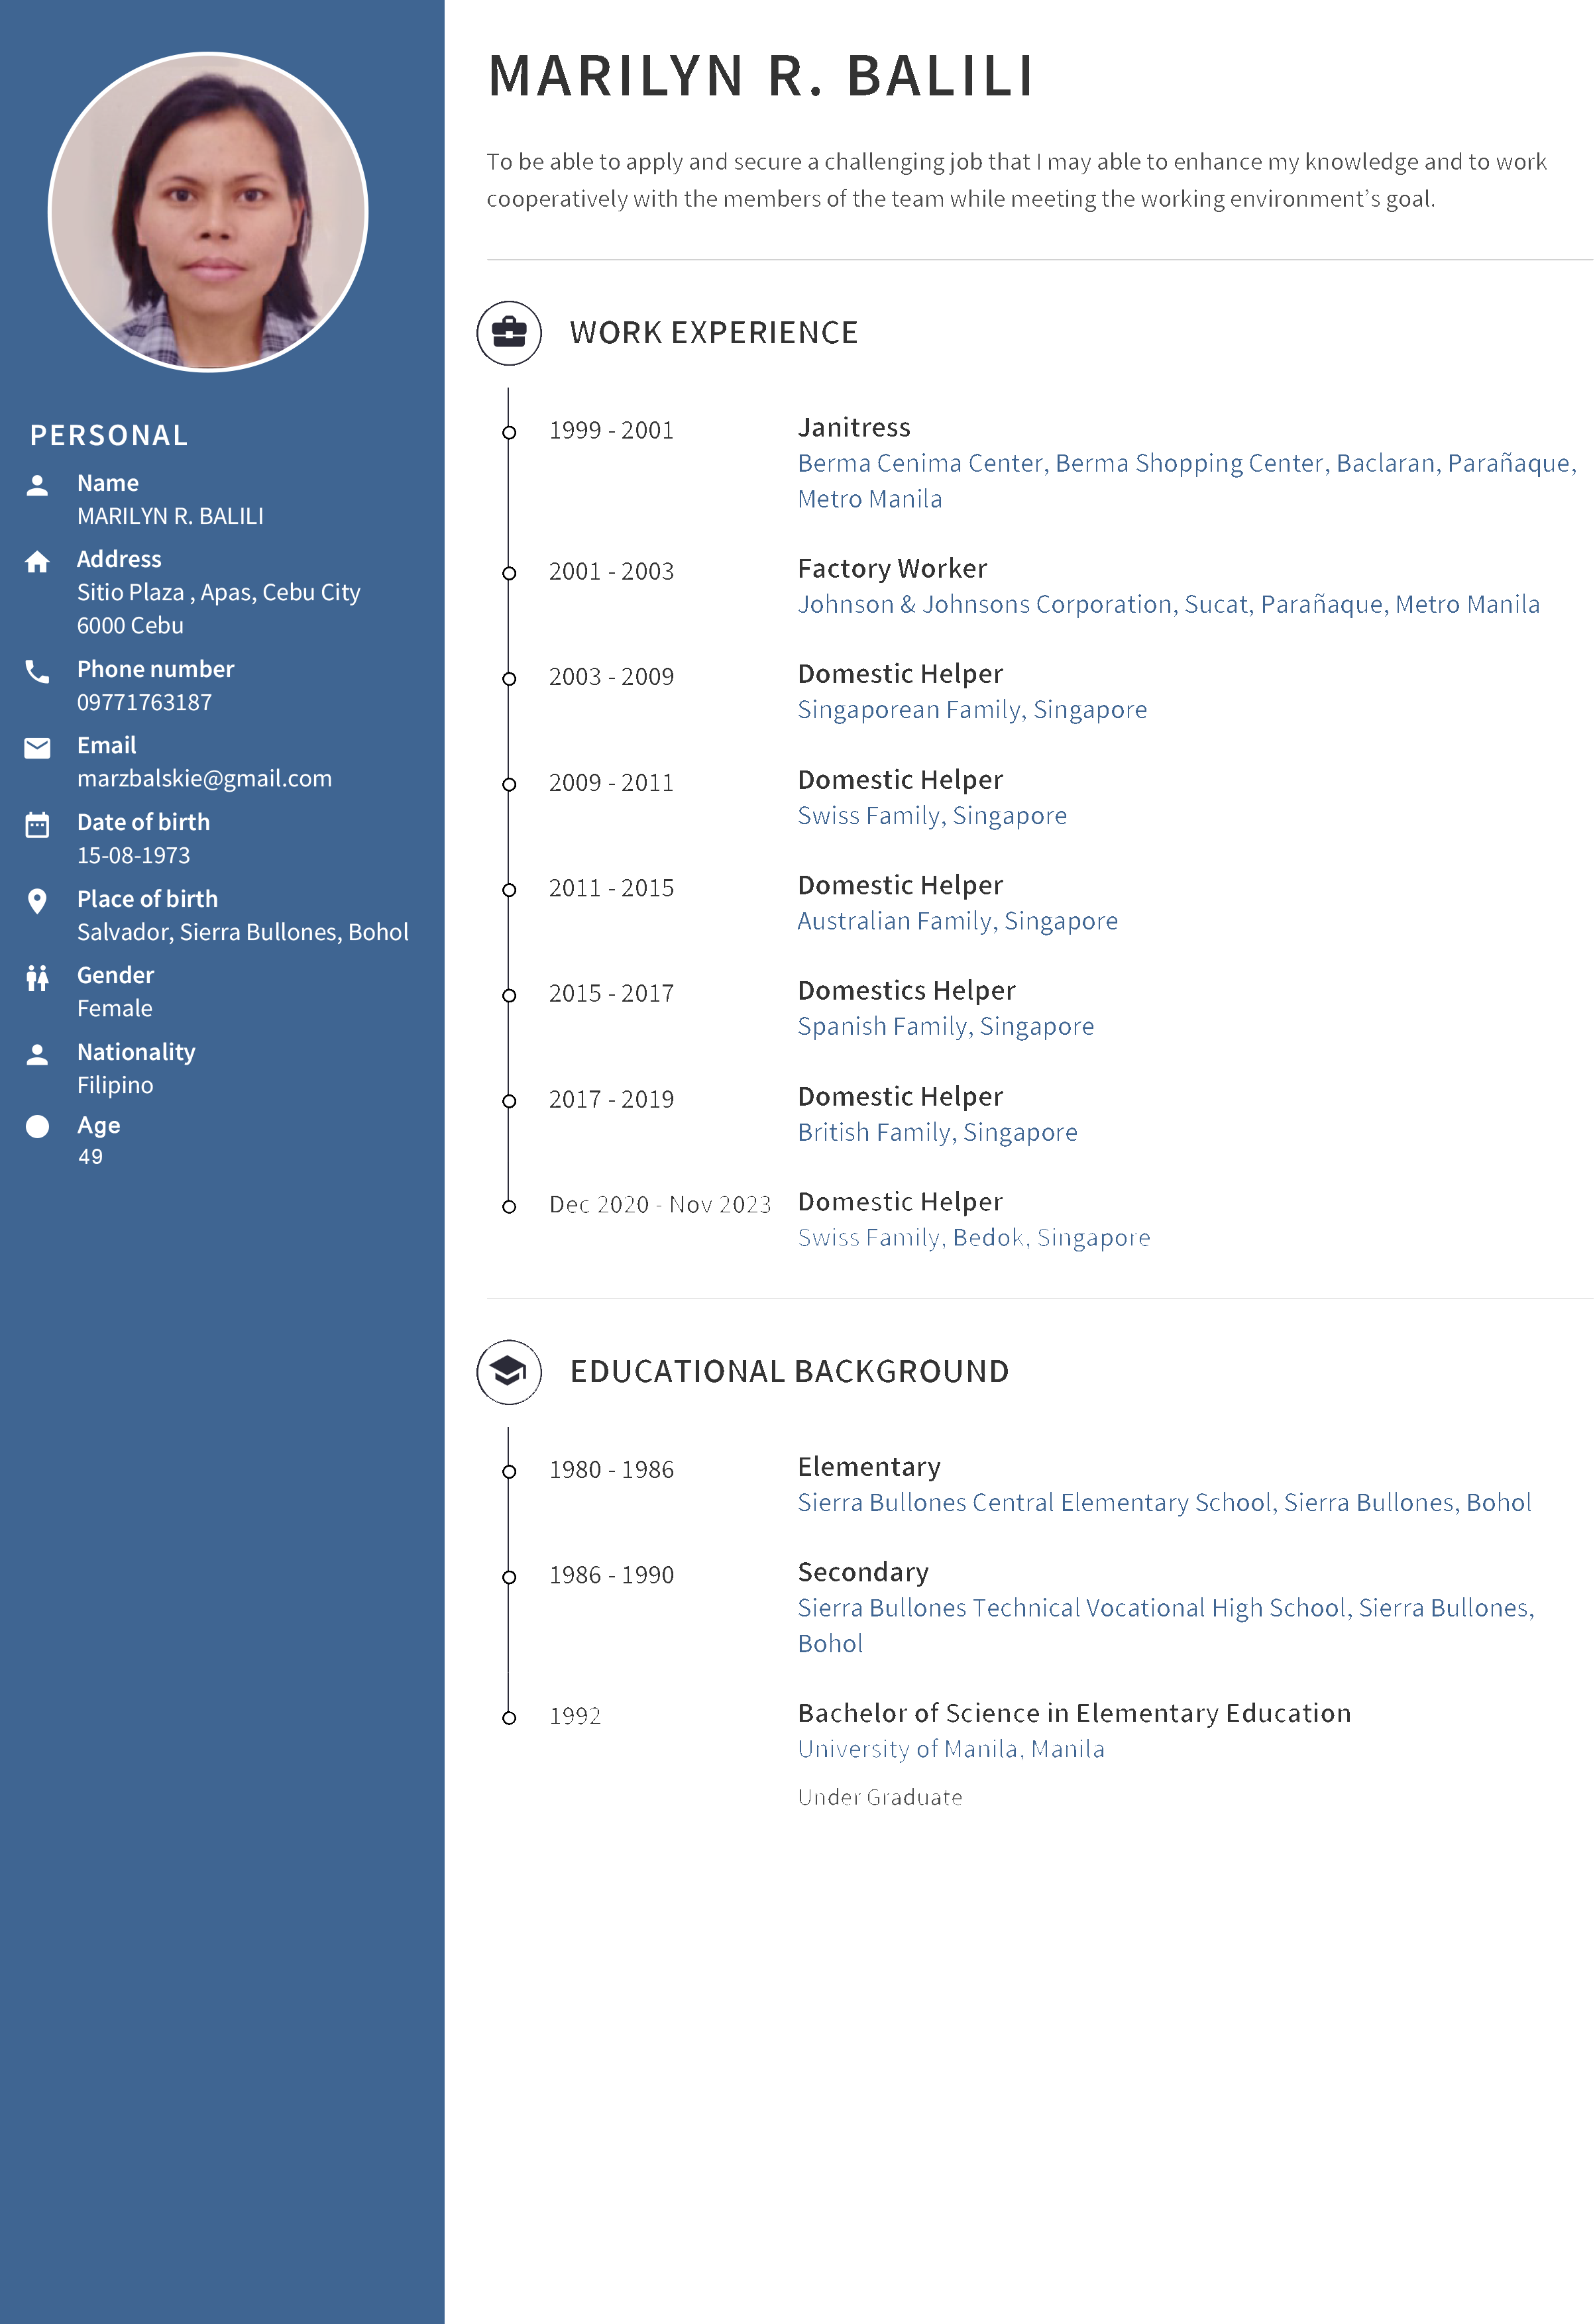 MARILYN R. BALILI
To be able to apply and secure a challenging job that I may able to enhance my knowledge and to work
cooperatively with the members of the team while meeting the working environment's goal.
PERSONAL
Name
MARILYN R. BALILI
Address
Sitio Plaza , Apas, Cebu City
6000 Cebu
Phone number
09771763187
Email
marzbalskie@gmail.com
Date of birth
15-08-1973
Place of birth
Salvador, Sierra Bullones, Bohol
Gender
Female
Nationality
Filipino
Age
49
WORK EXPERIENCE
1999 - 2001
Janitress
Berma Cenima Center, Berma Shopping Center, Baclaran, Parañaque,
Metro Manila
2001 - 2003
Factory Worker
Johnson & Johnsons Corporation, Sucat, Parañaque, Metro Manila
2003 - 2009
Domestic Helper
Singaporean Family, Singapore
2009 - 2011
Domestic Helper
Swiss Family, Singapore
2011 - 2015
Domestic Helper
Australian Family, Singapore
2015 - 2017
Domestics Helper
Spanish Family, Singapore
2017 - 2019
Domestic Helper
British Family, Singapore
Dec 2020 - Nov 2023
Domestic Helper
Swiss Family, Bedok, Singapore
EDUCATIONAL BACKGROUND
1980 - 1986
Elementary
Sierra Bullones Central Elementary School, Sierra Bullones, Bohol
1986 - 1990
Secondary
Sierra Bullones Technical Vocational High School, Sierra Bullones,
Bohol
1992
Bachelor of Science in Elementary Education
University of Manila, Manila
Under Graduate